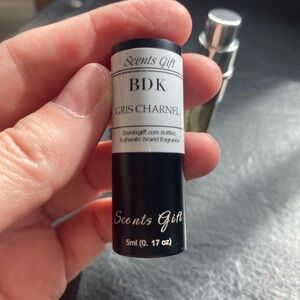 Scents Gift
BDK
GRIS CHARNEL
Scentsgift.com bottles.
Authentic brand fragrance
Scents Gift
5ml (0. 17 oz)